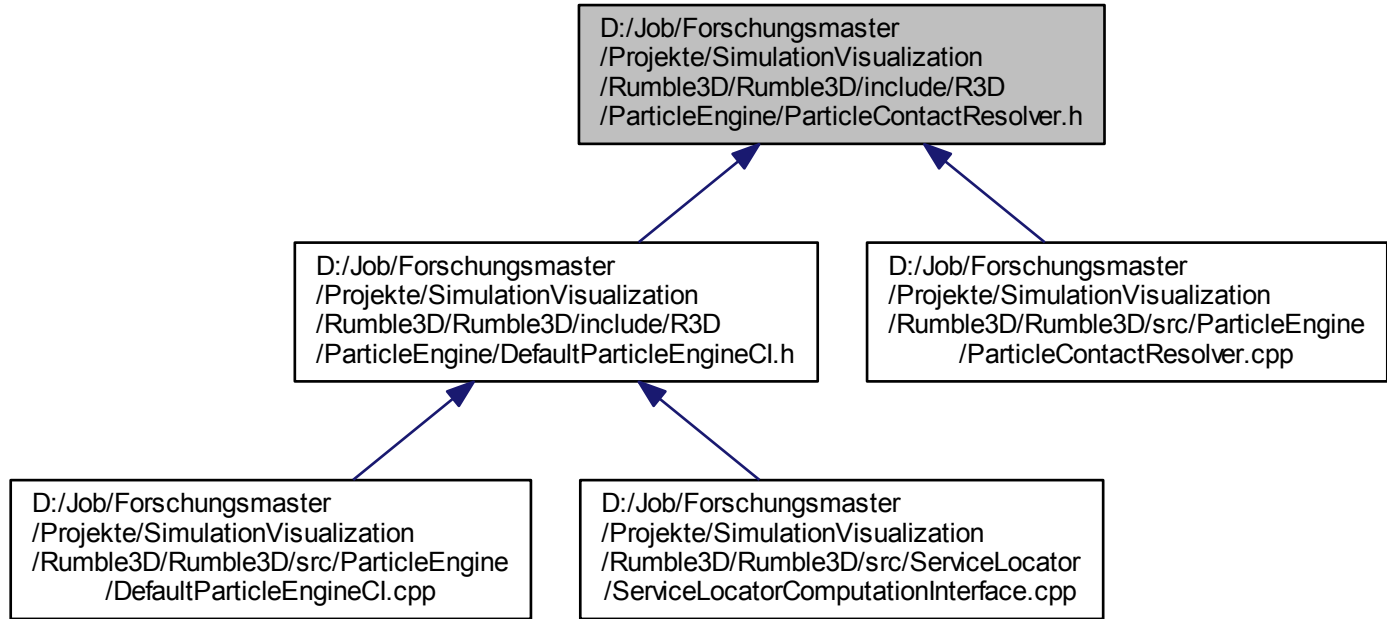 D:/Job/Forschungsmaster
/Projekte/SimulationVisualization
/Rumble3D/Rumble3D/include/R3D
/ParticleEngine/ParticleContactResolver.h
D:/Job/Forschungsmaster
/Projekte/SimulationVisualization
/Rumble3D/Rumble3D/include/R3D
/ParticleEngine/DefaultParticleEngineCI.h
D:/Job/Forschungsmaster
/Projekte/SimulationVisualization
/Rumble3D/Rumble3D/src/ParticleEngine
/ParticleContactResolver.cpp
D:/Job/Forschungsmaster
/Projekte/SimulationVisualization
/Rumble3D/Rumble3D/src/ParticleEngine
/DefaultParticleEngineCI.cpp
D:/Job/Forschungsmaster
/Projekte/SimulationVisualization
/Rumble3D/Rumble3D/src/ServiceLocator
/ServiceLocatorComputationInterface.cpp